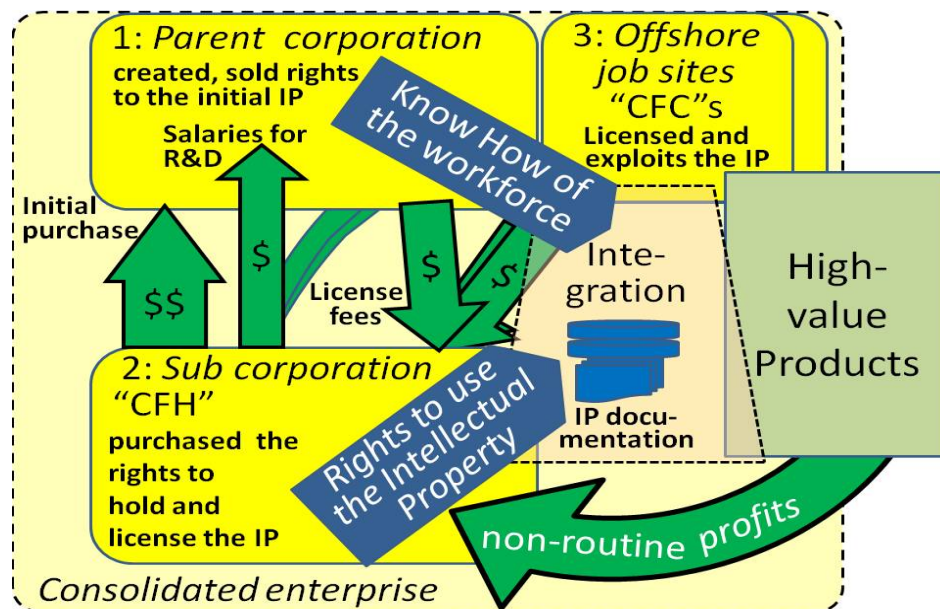 1: Parent corporation
created, sold rights
to the initial IP
Salaries for
R&D
Initial
purchase
$$
$
License
fees
$
$
Know How of
the workforce
3: Offshore
job sites
“CFC”s
Licensed and
exploits the IP
Inte-
gration
IP docu-
mentation
High-
value
Products
2: Sub corporation
“CFH”
purchased the
rights to
hold and
license the IP
Rights to use
the Intellectual
Property
non-routine profits
Consolidated enterprise